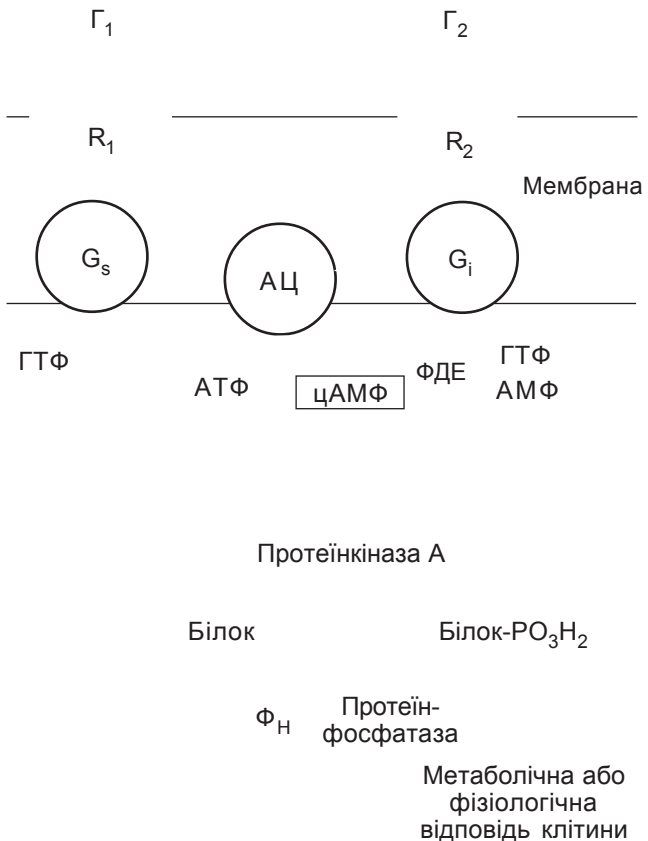 Г₁ Г₂
R₁ R₂
Мембрана
Gₛ АЦ Gᵢ
ГТФ ФДЕ ГТФ
АТФ цАМФ АМФ
Протеїнкіназа А
Білок Білок-PO₃H₂
Ф_Н Протеїн-
фосфатаза
Метаболічна або
фізіологічна
відповідь клітини